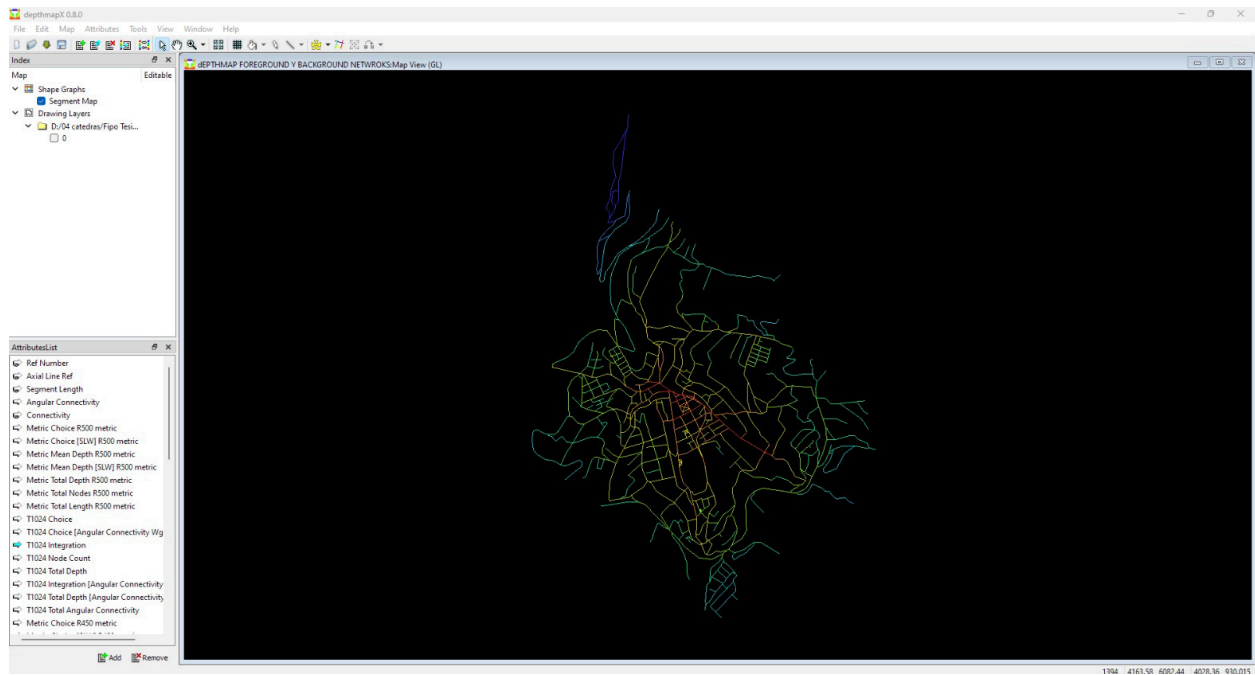 depthmapX 0.8.0
File Edit Map Attributes Tools View Window Help
Index
dEPTHMAP FOREGROUND Y BACKGROUND NETWROKS:Map View (GL)
Map Editable
Shape Graphs
Segment Map
Drawing Layers
D:/04 catedras/Fipo Tesi...
0
AttributesList
Ref Number
Axial Line Ref
Segment Length
Angular Connectivity
Connectivity
Metric Choice R500 metric
Metric Choice [SLW] R500 metric
Metric Mean Depth R500 metric
Metric Mean Depth [SLW] R500 metric
Metric Total Depth R500 metric
Metric Total Nodes R500 metric
Metric Total Length R500 metric
T1024 Choice
T1024 Choice [Angular Connectivity Wg
T1024 Integration
T1024 Node Count
T1024 Total Depth
T1024 Integration [Angular Connectivity
T1024 Total Depth [Angular Connectivity
T1024 Total Angular Connectivity
Metric Choice R450 metric
Add Remove
1394 4163.58 6082.44 4028.36 930.015